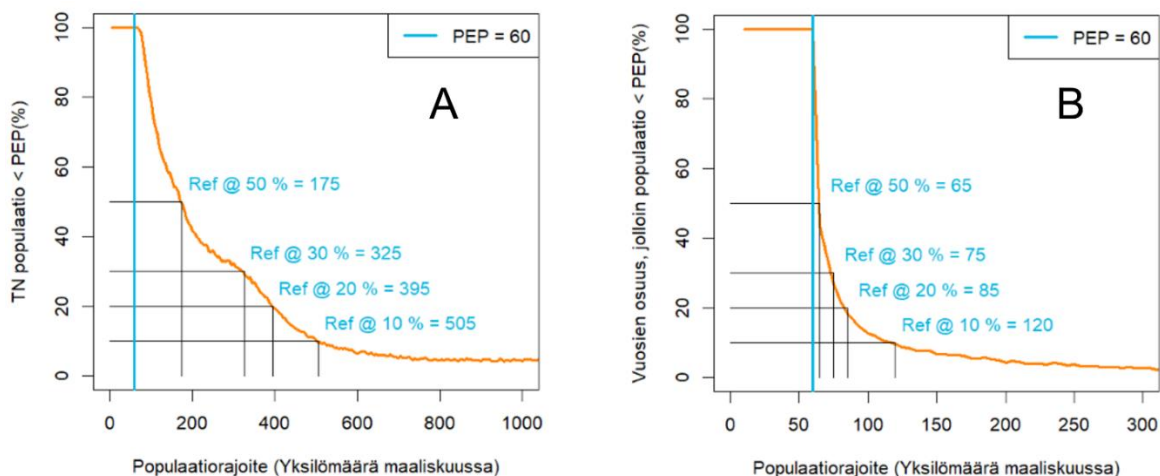 PEP = 60
A
TN populaatio < PEP(%)
100
80
60
40
20
0
Ref @ 50 % = 175
Ref @ 30 % = 325
Ref @ 20 % = 395
Ref @ 10 % = 505
0 200 400 600 800 1000
Populaatiorajoite (Yksilömäärä maaliskuussa)
PEP = 60
B
Vuosien osuus, jolloin populaatio < PEP(%)
100
80
60
40
20
0
Ref @ 50 % = 65
Ref @ 30 % = 75
Ref @ 20 % = 85
Ref @ 10 % = 120
0 50 100 150 200 250 300
Populaatiorajoite (Yksilömäärä maaliskuussa)